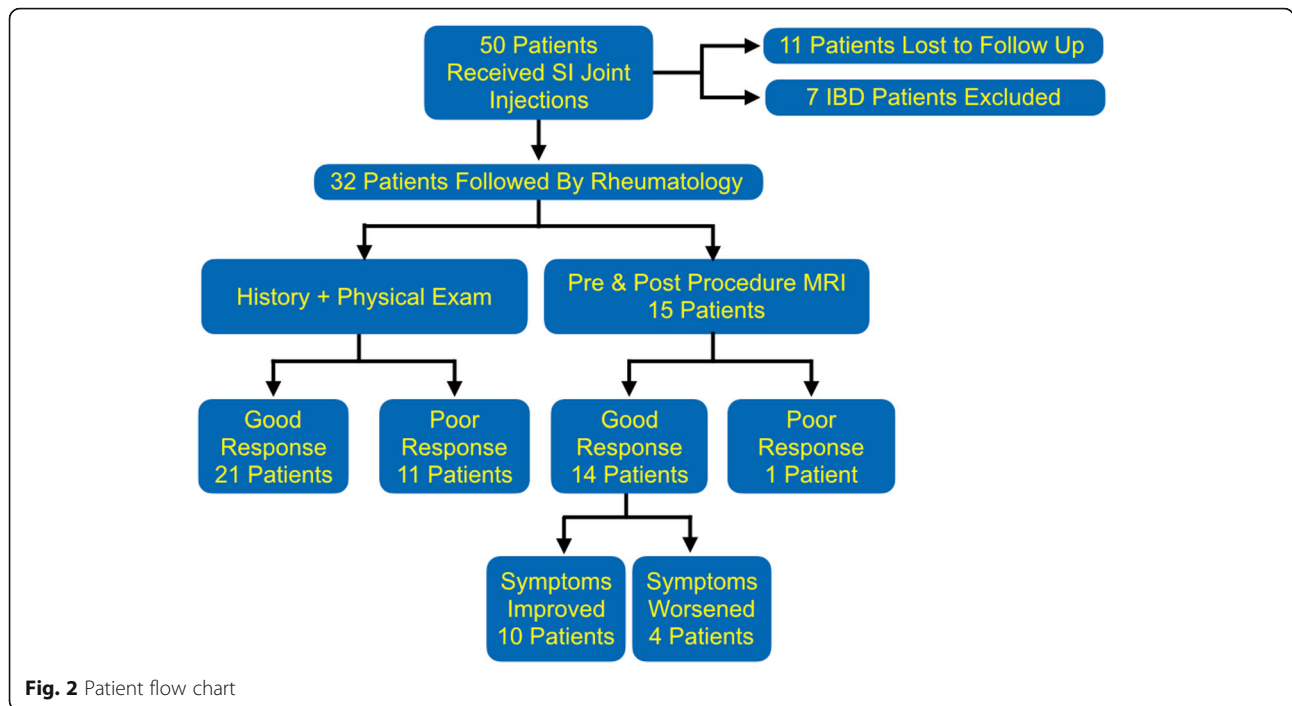 50 Patients
Received SI Joint
Injections
11 Patients Lost to Follow Up
7 IBD Patients Excluded
32 Patients Followed By Rheumatology
History + Physical Exam
Pre & Post Procedure MRI
15 Patients
Good
Response
21 Patients
Poor
Response
11 Patients
Good
Response
14 Patients
Poor
Response
1 Patient
Symptoms
Improved
10 Patients
Symptoms
Worsened
4 Patients
Fig. 2 Patient flow chart